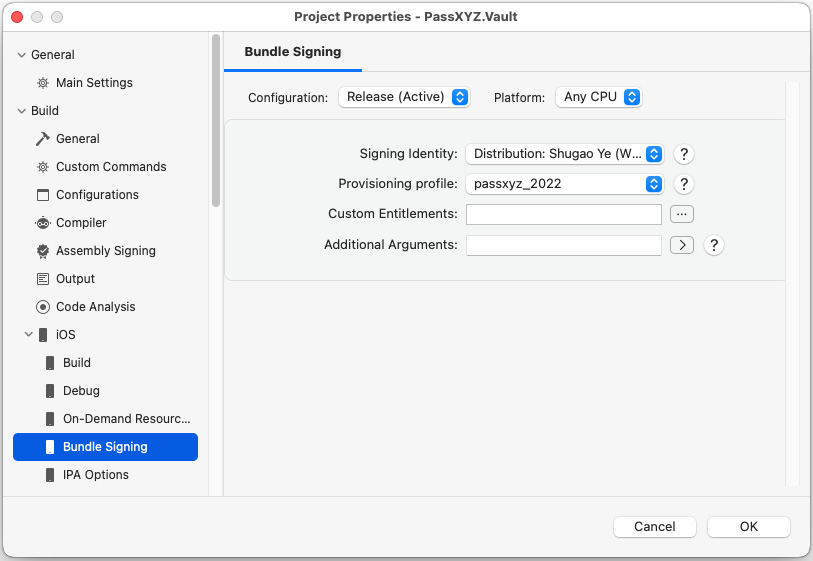 Project Properties - PassXYZ.Vault
General
Main Settings
Build
General
Custom Commands
Configurations
Compiler
Assembly Signing
Output
Code Analysis
iOS
Build
Debug
On-Demand Resourc...
Bundle Signing
IPA Options
Bundle Signing
Configuration: Release (Active) Platform: Any CPU
Signing Identity: Distribution: Shugao Ye (W... ?
Provisioning profile: passxyz_2022 ?
Custom Entitlements: ...
Additional Arguments: > ?
Cancel OK